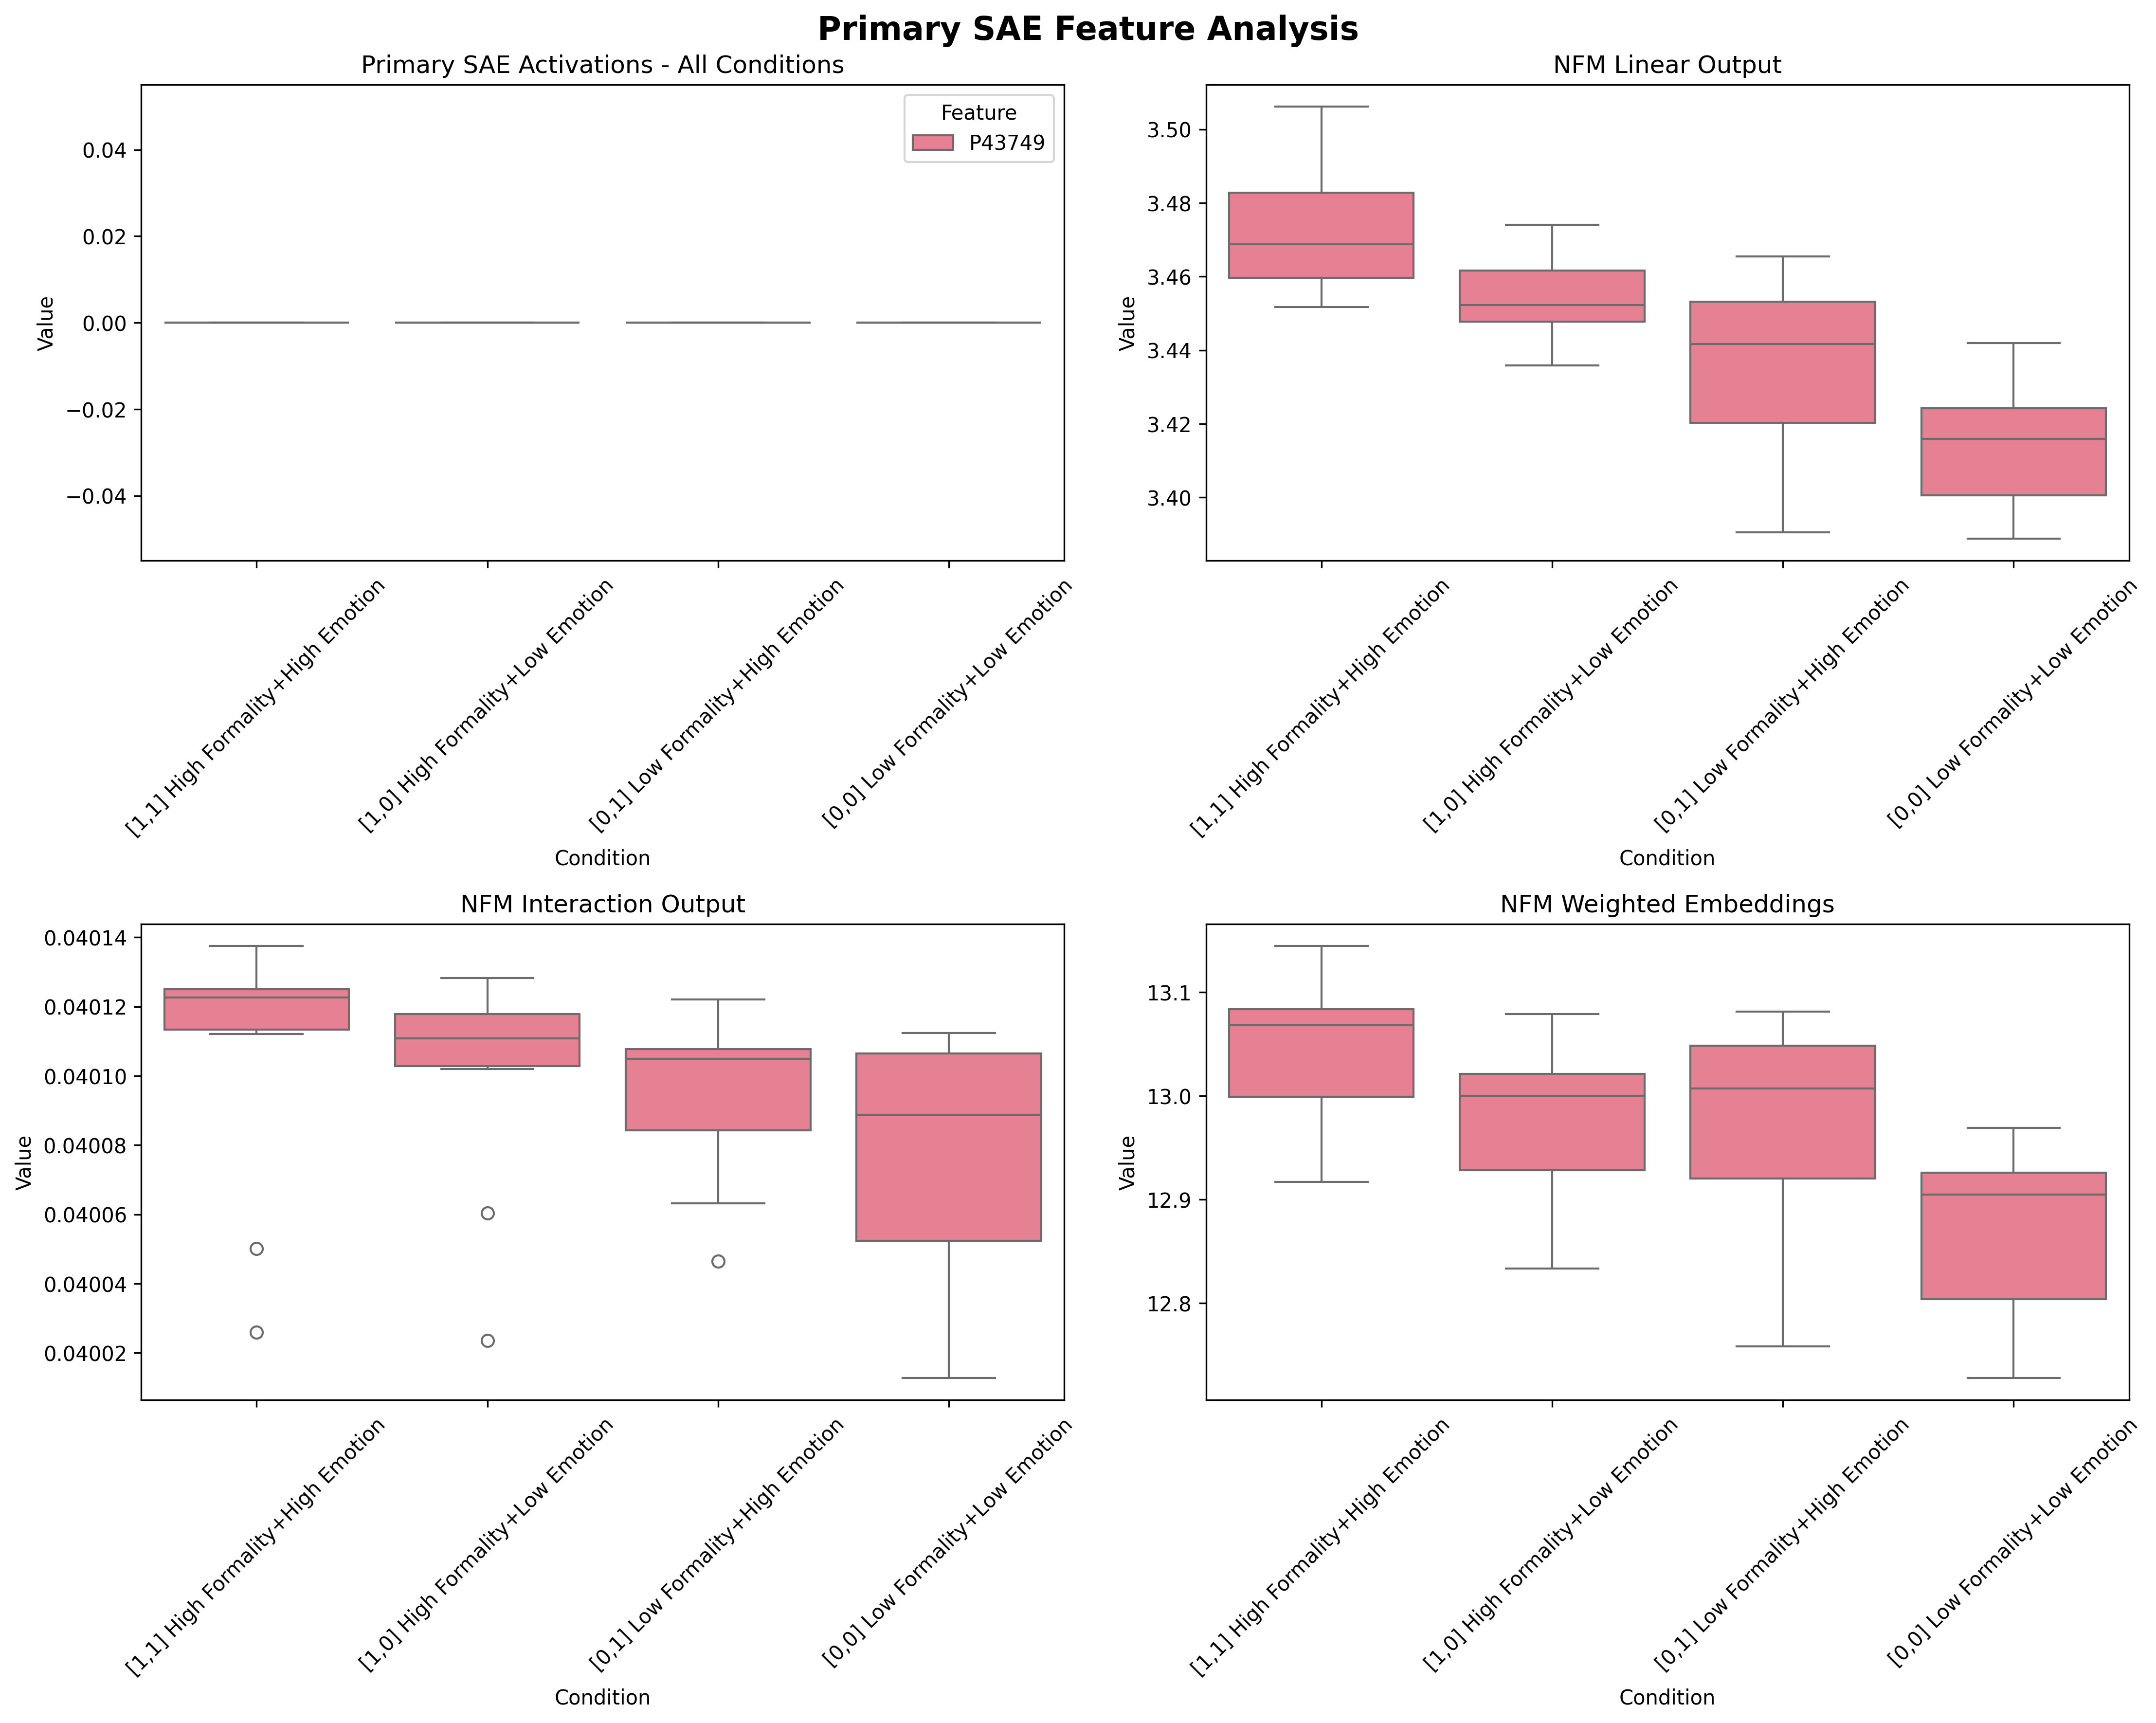 Primary SAE Feature Analysis
Primary SAE Activations - All Conditions
Feature
P43749
0.04
0.02
0.00
−0.02
−0.04
Value
[1,1] High Formality+High Emotion
[1,0] High Formality+Low Emotion
[0,1] Low Formality+High Emotion
[0,0] Low Formality+Low Emotion
Condition
NFM Linear Output
3.50
3.48
3.46
3.44
3.42
3.40
Value
[1,1] High Formality+High Emotion
[1,0] High Formality+Low Emotion
[0,1] Low Formality+High Emotion
[0,0] Low Formality+Low Emotion
Condition
NFM Interaction Output
0.04014
0.04012
0.04010
0.04008
0.04006
0.04004
0.04002
Value
[1,1] High Formality+High Emotion
[1,0] High Formality+Low Emotion
[0,1] Low Formality+High Emotion
[0,0] Low Formality+Low Emotion
Condition
NFM Weighted Embeddings
13.1
13.0
12.9
12.8
Value
[1,1] High Formality+High Emotion
[1,0] High Formality+Low Emotion
[0,1] Low Formality+High Emotion
[0,0] Low Formality+Low Emotion
Condition